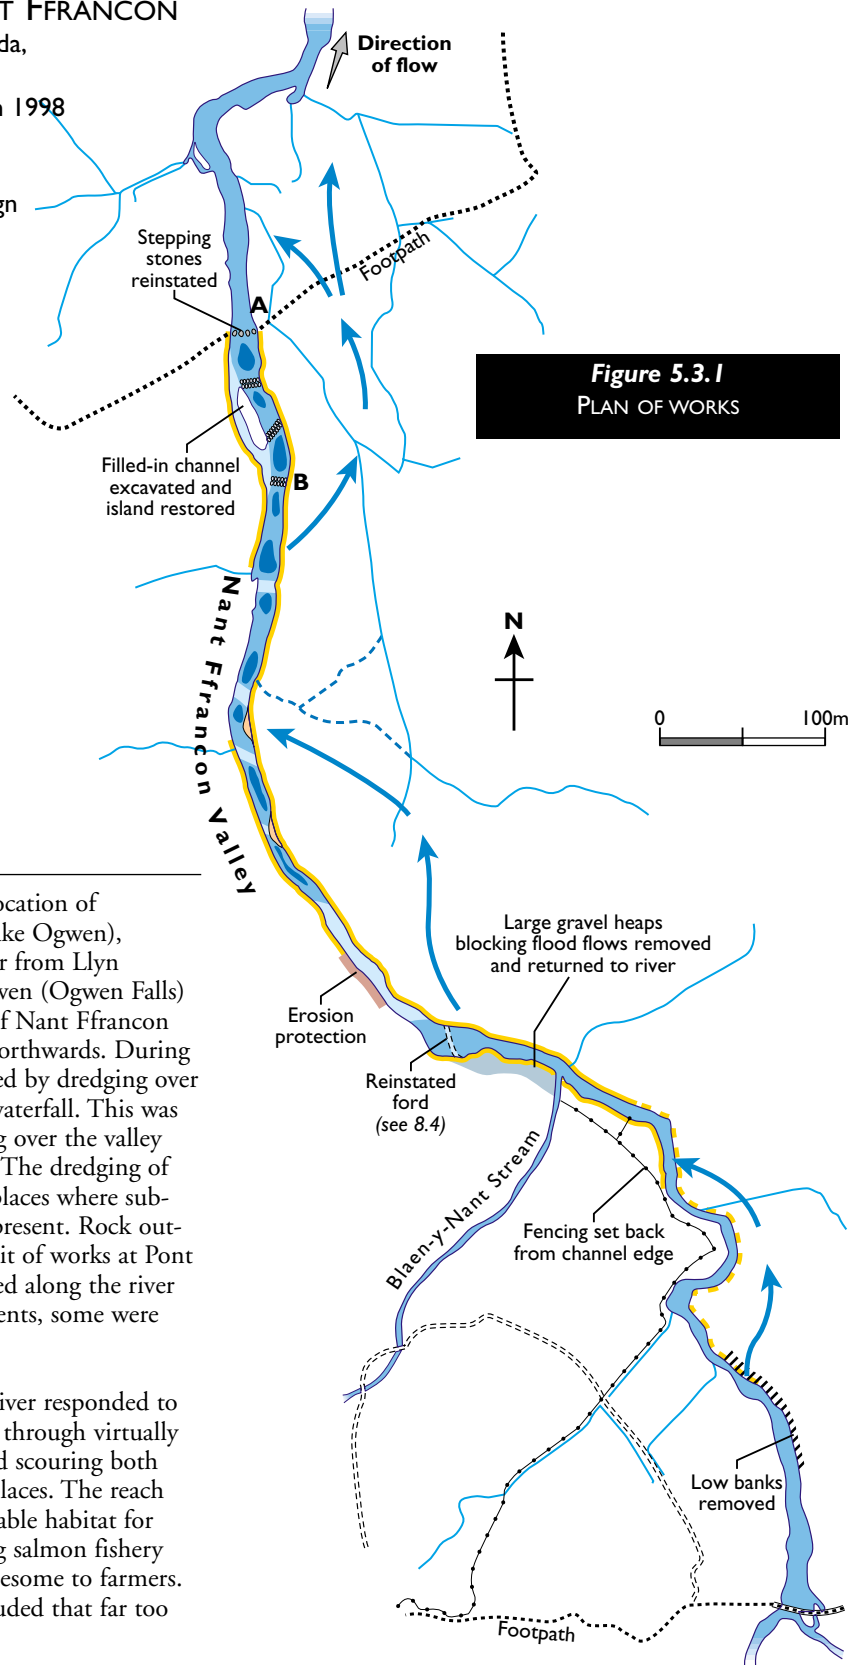 T FFRANCON
da,
n 1998
gn
Direction
of flow
Stepping
stones
reinstated
A
Footpath
Figure 5.3.1
PLAN OF WORKS
Filled-in channel
excavated and
island restored
B
Nant Ffrancon Valley
N
0 100m
ocation of
ke Ogwen),
r from Llyn
wen (Ogwen Falls)
f Nant Ffrancon
orthwards. During
ed by dredging over
waterfall. This was
g over the valley
The dredging of
places where sub-
present. Rock out-
it of works at Pont
ed along the river
ents, some were
Large gravel heaps
blocking flood flows removed
and returned to river
Erosion
protection
Reinstated
ford
(see 8.4)
Blaen-y-Nant Stream
Fencing set back
from channel edge
iver responded to
through virtually
d scouring both
places. The reach
able habitat for
g salmon fishery
esome to farmers.
uded that far too
Low banks
removed
Footpath